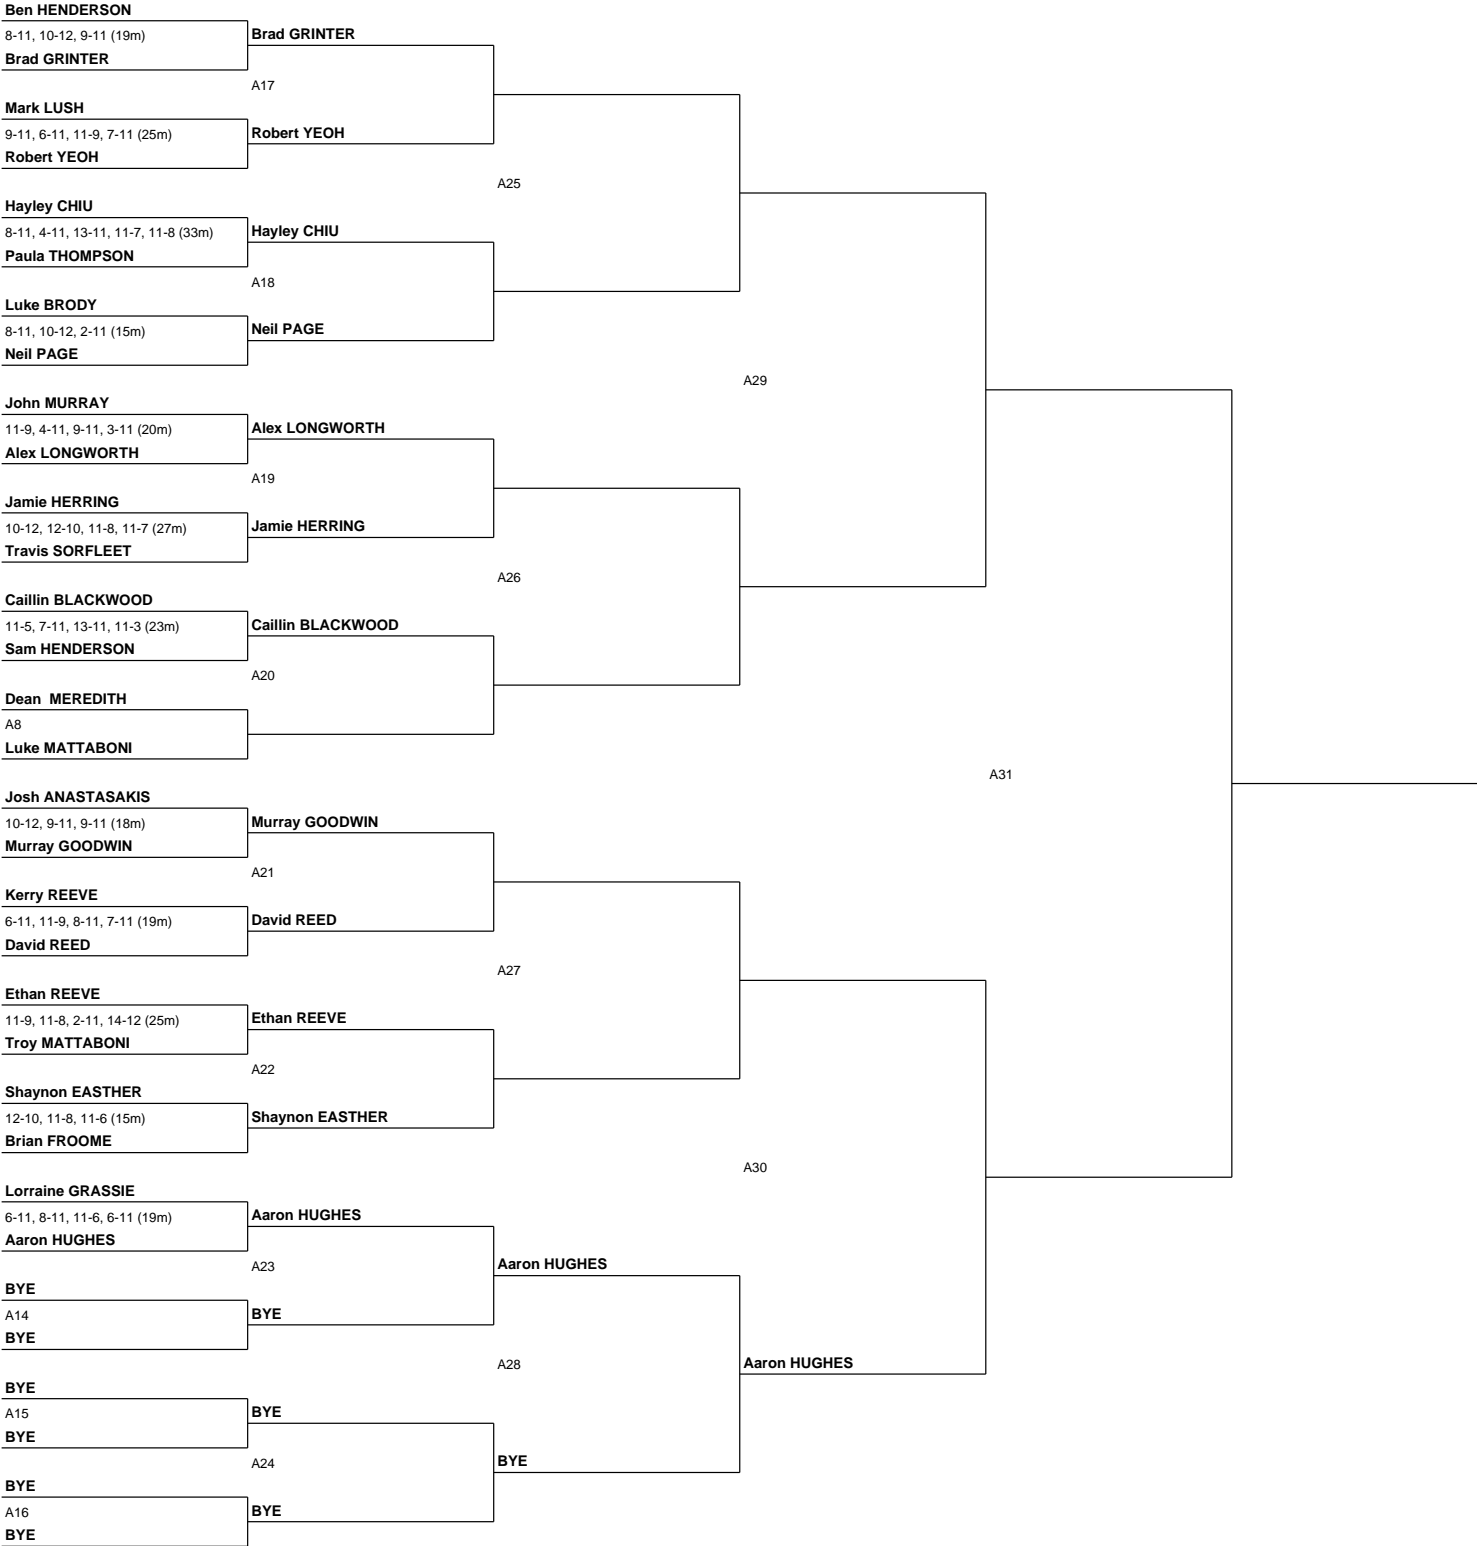 Ben HENDERSON
8-11, 10-12, 9-11 (19m)
Brad GRINTER
Brad GRINTER
A17
Mark LUSH
9-11, 6-11, 11-9, 7-11 (25m)
Robert YEOH
Robert YEOH
A25
Hayley CHIU
8-11, 4-11, 13-11, 11-7, 11-8 (33m)
Hayley CHIU
Paula THOMPSON
A18
Luke BRODY
8-11, 10-12, 2-11 (15m)
Neil PAGE
Neil PAGE
A29
John MURRAY
11-9, 4-11, 9-11, 3-11 (20m)
Alex LONGWORTH
Alex LONGWORTH
A19
Jamie HERRING
10-12, 12-10, 11-8, 11-7 (27m)
Jamie HERRING
Travis SORFLEET
A26
Caillin BLACKWOOD
11-5, 7-11, 13-11, 11-3 (23m)
Caillin BLACKWOOD
Sam HENDERSON
A20
Dean  MEREDITH
A8
Luke MATTABONI
A31
Josh ANASTASAKIS
10-12, 9-11, 9-11 (18m)
Murray GOODWIN
Murray GOODWIN
A21
Kerry REEVE
6-11, 11-9, 8-11, 7-11 (19m)
David REED
David REED
A27
Ethan REEVE
11-9, 11-8, 2-11, 14-12 (25m)
Ethan REEVE
Troy MATTABONI
A22
Shaynon EASTHER
12-10, 11-8, 11-6 (15m)
Shaynon EASTHER
Brian FROOME
A30
Lorraine GRASSIE
6-11, 8-11, 11-6, 6-11 (19m)
Aaron HUGHES
Aaron HUGHES
A23
Aaron HUGHES
BYE
A14
BYE
BYE
A28
Aaron HUGHES
BYE
A15
BYE
BYE
A24
BYE
BYE
A16
BYE
BYE